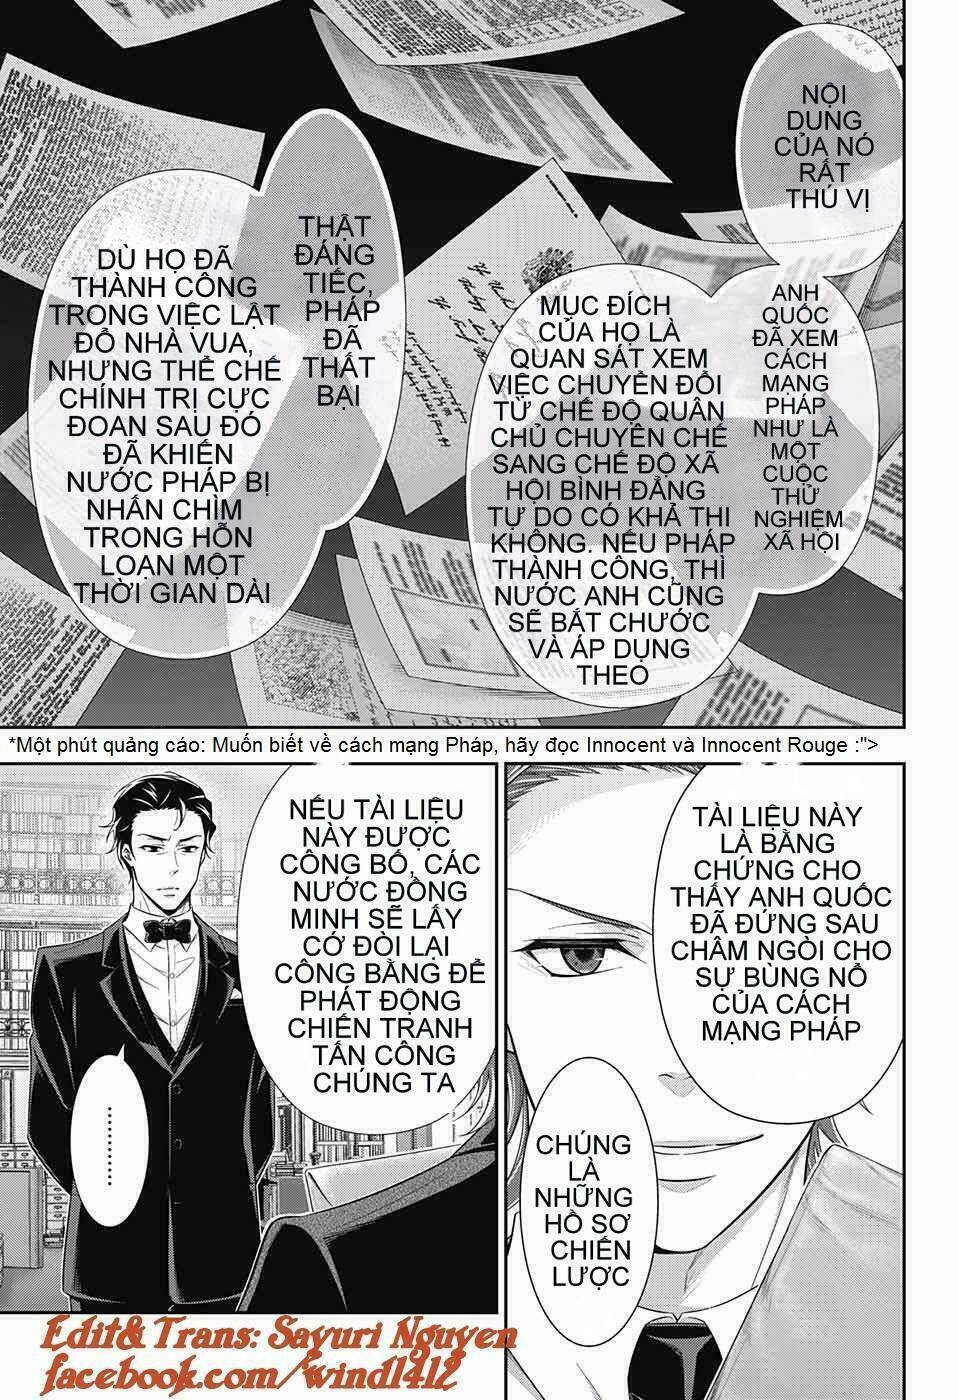 NỘI
DUNG
CỦA NÓ
RẤT
THÚ VỊ
ANH
QUỐC
ĐÃ XEM
CÁCH
MẠNG
PHÁP
NHƯ LÀ
MỘT
CUỘC
THỬ
NGHIỆM
XÃ HỘI
MỤC ĐÍCH
CỦA HỌ LÀ
QUAN SÁT XEM
VIỆC CHUYỂN ĐỔI
TỪ CHẾ ĐỘ QUÂN
CHỦ CHUYÊN CHẾ
SANG CHẾ ĐỘ XÃ
HỘI BÌNH ĐẲNG
TỰ DO CÓ KHẢ THI
KHÔNG. NẾU PHÁP
THÀNH CÔNG, THÌ
NƯỚC ANH CŨNG
SẼ BẮT CHƯỚC
VÀ ÁP DỤNG
THEO
THẬT
ĐÁNG
TIẾC,
PHÁP
ĐÃ
THẤT
BẠI
DÙ HỌ ĐÃ
THÀNH CÔNG
TRONG VIỆC LẬT
ĐỔ NHÀ VUA,
NHƯNG THỂ CHẾ
CHÍNH TRỊ CỰC
ĐOAN SAU ĐÓ
ĐÃ KHIẾN
NƯỚC PHÁP BỊ
NHẤN CHÌM
TRONG HỖN
LOẠN MỘT
THỜI GIAN DÀI
*Một phút quảng cáo: Muốn biết về cách mạng Pháp, hãy đọc Innocent và Innocent Rouge :">
TÀI LIỆU NÀY
LÀ BẰNG
CHỨNG CHO
THẤY ANH QUỐC
ĐÃ ĐỨNG SAU
CHÂM NGÒI CHO
SỰ BÙNG NỔ
CỦA CÁCH
MẠNG PHÁP
CHÚNG
LÀ
NHỮNG
HỒ SƠ
CHIẾN
LƯỢC
NẾU TÀI LIỆU
NÀY ĐƯỢC
CÔNG BỐ, CÁC
NƯỚC ĐỒNG
MINH SẼ LẤY
CỚ ĐÒI LẠI
CÔNG BẰNG ĐỂ
PHÁT ĐỘNG
CHIẾN TRANH
TẤN CÔNG
CHÚNG TA
..........
Edit& Trans: Sayuri Nguyen
facebook.com/wind1412